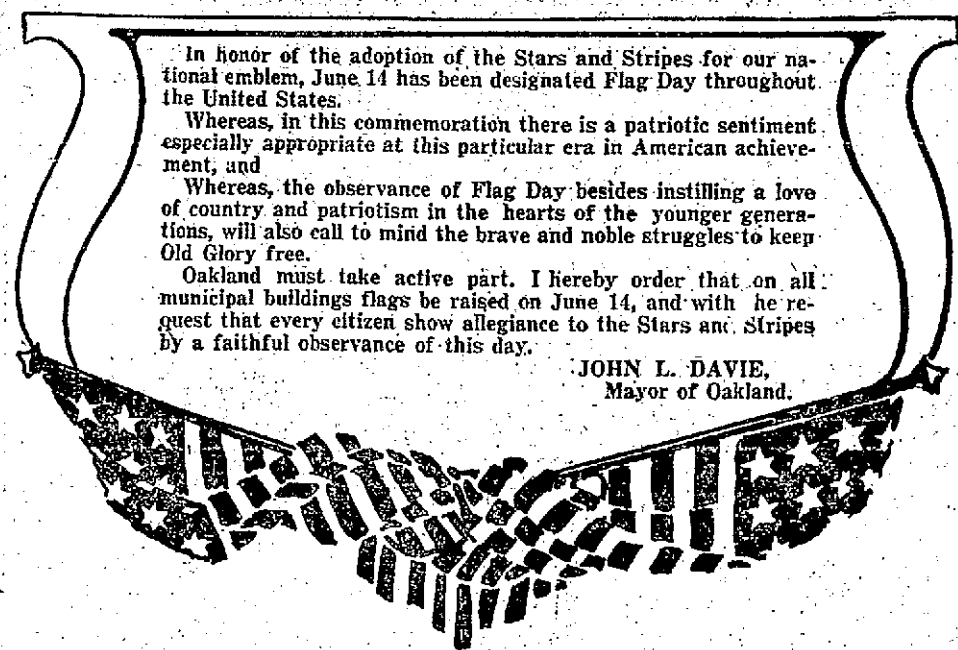 In honor of the adoption of the Stars and Stripes for our na-
tional emblem, June 14 has been designated Flag Day throughout
the United States.
Whereas, in this commemoration there is a patriotic sentiment
especially appropriate at this particular era in American achieve-
ment, and
Whereas, the observance of Flag Day besides instilling a love
of country and patriotism in the hearts of the younger genera-
tions, will also call to mind the brave and noble struggles to keep
Old Glory free.
Oakland must take active part. I hereby order that on all
municipal buildings flags be raised on June 14, and with he re-
quest that every citizen show allegiance to the Stars and Stripes
by a faithful observance of this day.
JOHN L. DAVIE,
Mayor of Oakland.